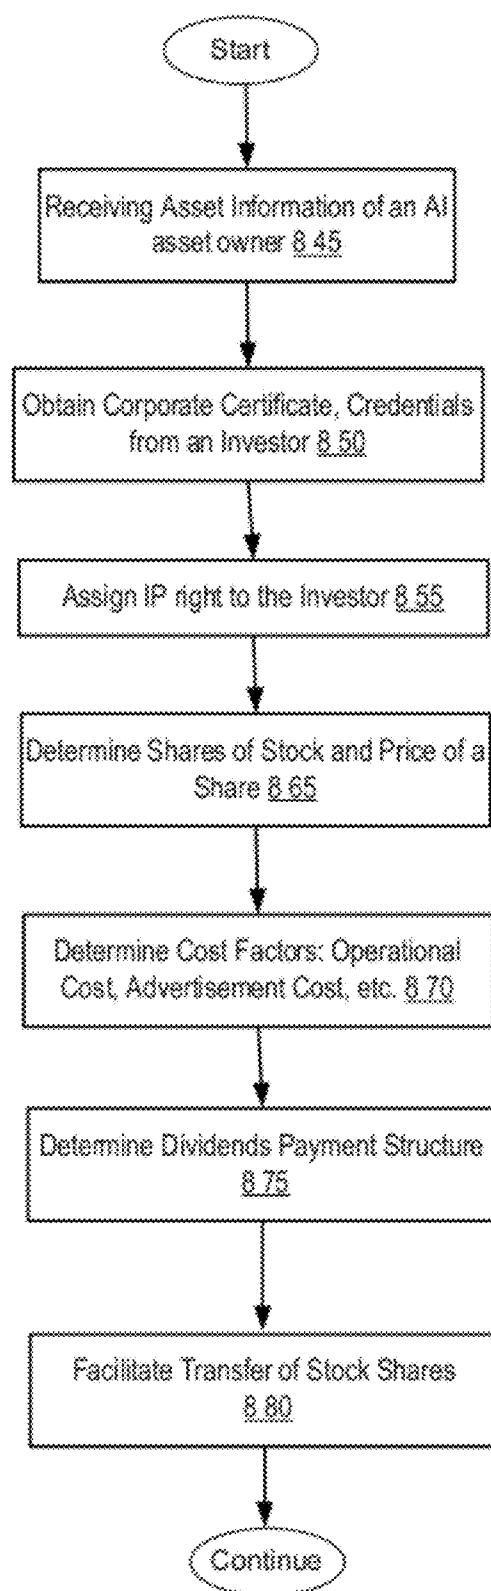 Start
Receiving Asset Information of an AI
asset owner 8.45
Obtain Corporate Certificate, Credentials
from an Investor 8.50
Assign IP right to the Investor 8.55
Determine Shares of Stock and Price of a
Share 8.65
Determine Cost Factors: Operational
Cost, Advertisement Cost, etc. 8.70
Determine Dividends Payment Structure
8.75
Facilitate Transfer of Stock Shares
8.80
Continue